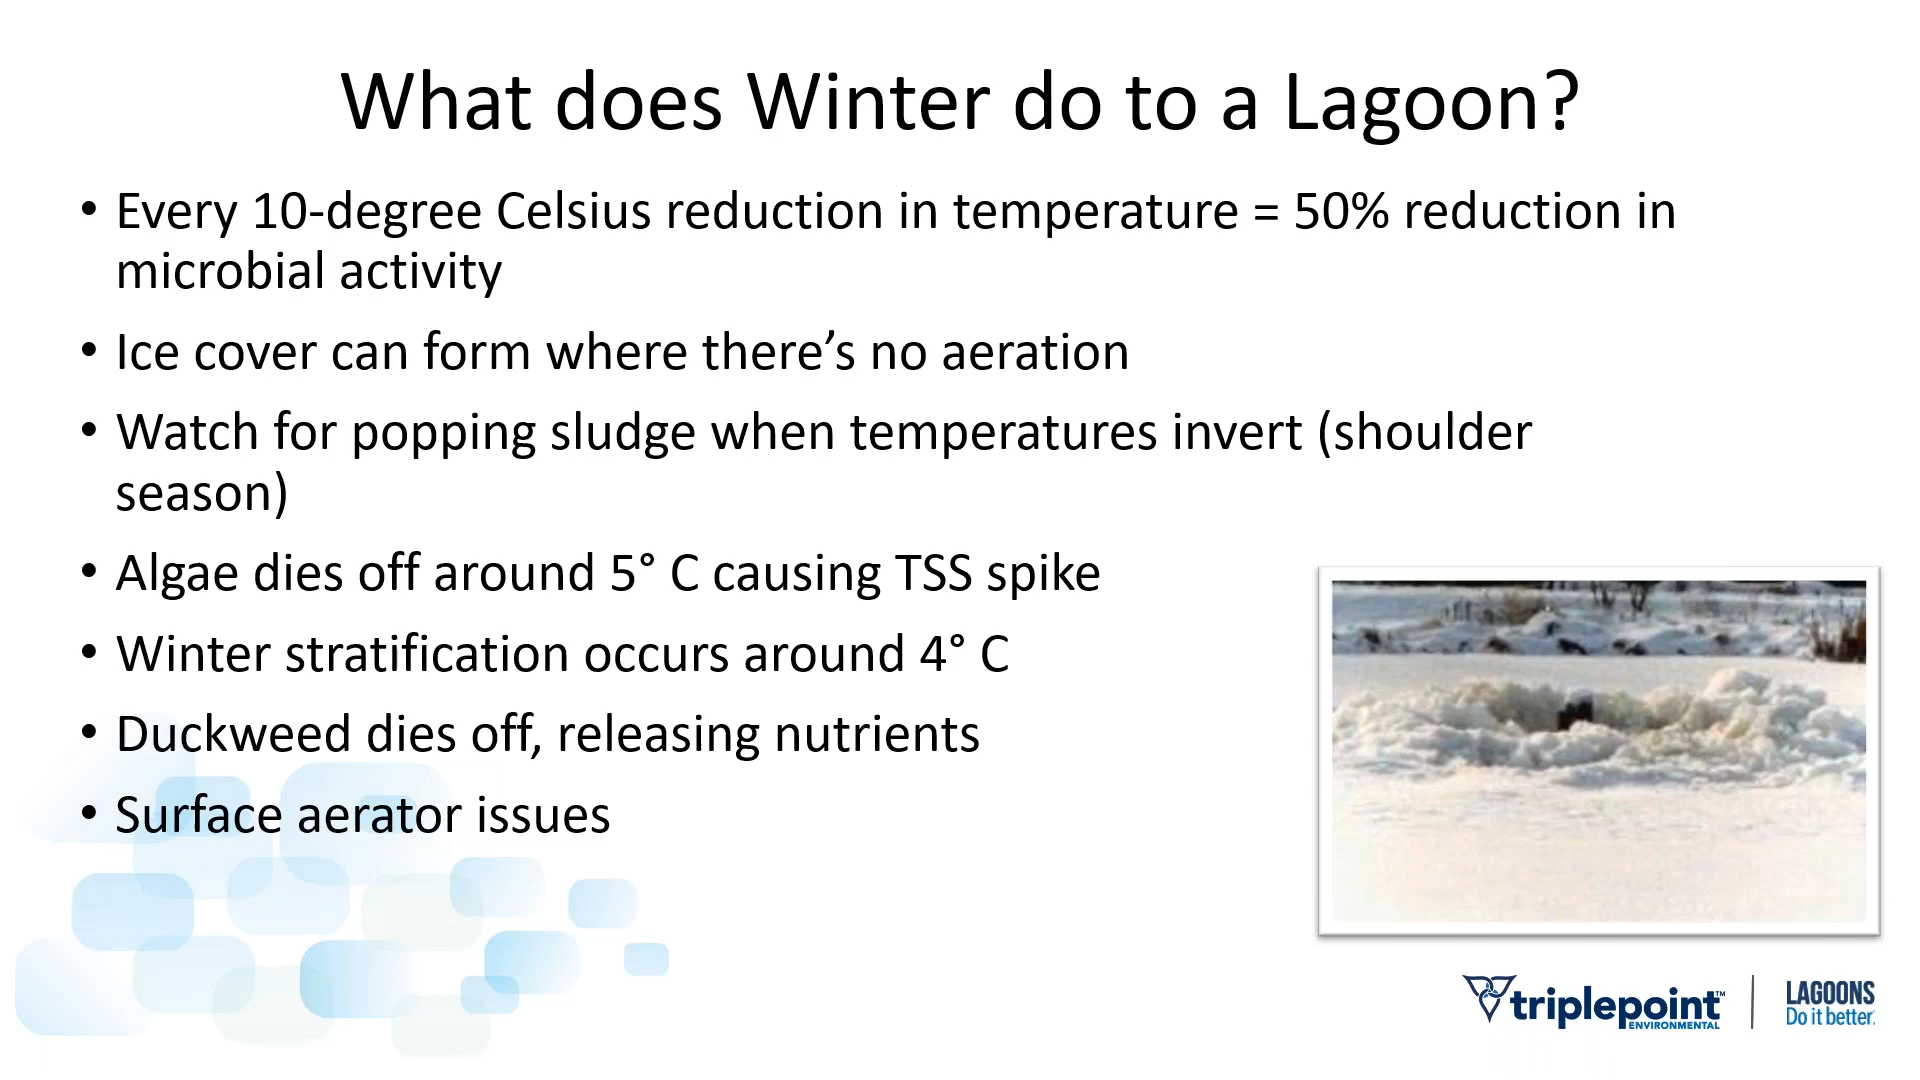 What does Winter do to a Lagoon?
• Every 10-degree Celsius reduction in temperature = 50% reduction in
microbial activity
• Ice cover can form where there’s no aeration
• Watch for popping sludge when temperatures invert (shoulder
season)
• Algae dies off around 5° C causing TSS spike
• Winter stratification occurs around 4° C
• Duckweed dies off, releasing nutrients
• Surface aerator issues
triplepoint™
ENVIRONMENTAL
LAGOONS
Do it better.